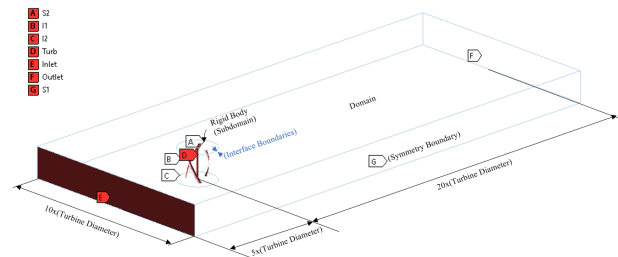 A S2
B I1
C I2
D Turb
E Inlet
F Outlet
G S1
F
Domain
Rigid Body
(Subdomain)
A
(Interface Boundaries)
D
B
G (Symmetry Boundary)
C
20x(Turbine Diameter)
E
10x(Turbine Diameter)
5x(Turbine Diameter)